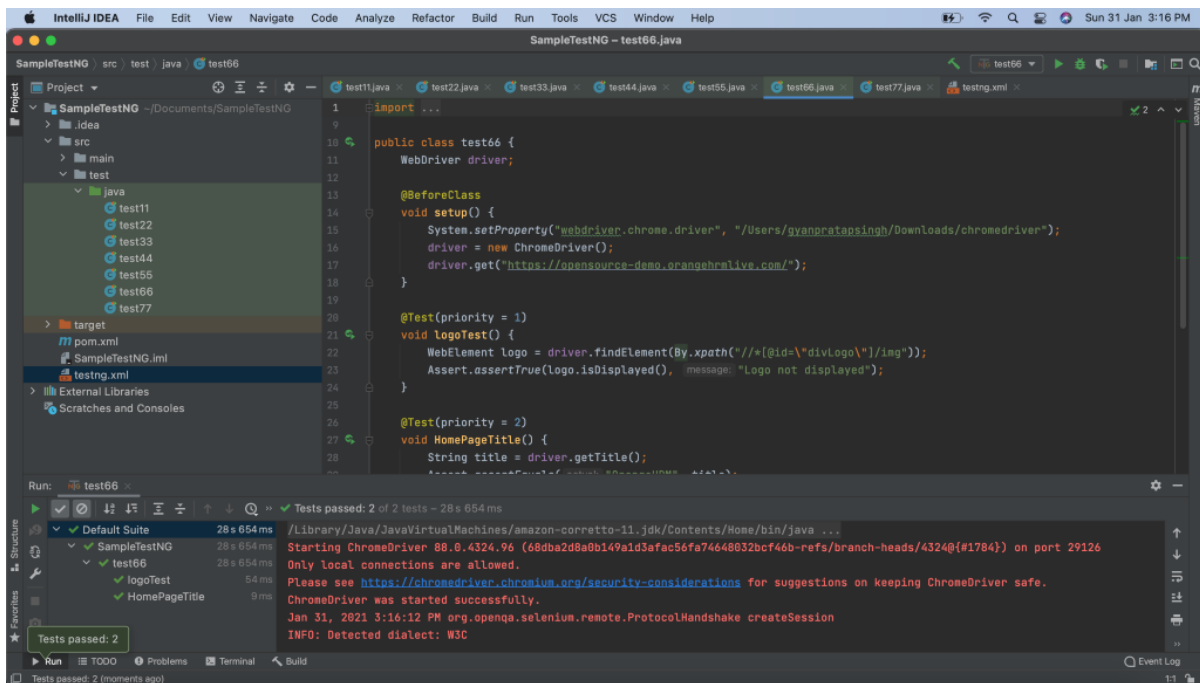 IntelliJ IDEA File Edit View Navigate Code Analyze Refactor Build Run Tools VCS Window Help Sun 31 Jan 3:16 PM
SampleTestNG – test66.java
SampleTestNG src test java test66 test66
Project
test11.java test22.java test33.java test44.java test55.java test66.java test77.java testng.xml
Project
Maven
SampleTestNG ~/Documents/SampleTestNG
.idea
src
main
test
java
test11
test22
test33
test44
test55
test66
test77
target
pom.xml
SampleTestNG.iml
testng.xml
External Libraries
Scratches and Consoles
2
1 import ...
9
10 public class test66 {
11 WebDriver driver;
12
13 @BeforeClass
14 void setup() {
15 System.setProperty("webdriver.chrome.driver", "/Users/gyanpratapsingh/Downloads/chromedriver");
16 driver = new ChromeDriver();
17 driver.get("https://opensource-demo.orangehrmlive.com/");
18 }
19
20 @Test(priority = 1)
21 void logoTest() {
22 WebElement logo = driver.findElement(By.xpath("//*[@id=\"divLogo\"]/img"));
23 Assert.assertTrue(logo.isDisplayed(), message: "Logo not displayed");
24 }
25
26 @Test(priority = 2)
27 void HomePageTitle() {
28 String title = driver.getTitle();
Run: test66
Tests passed: 2 of 2 tests – 28 s 654 ms
Default Suite 28 s 654 ms
SampleTestNG 28 s 654 ms
test66 28 s 654 ms
logoTest 54 ms
HomePageTitle 9 ms
/Library/Java/JavaVirtualMachines/amazon-corretto-11.jdk/Contents/Home/bin/java ...
Starting ChromeDriver 88.0.4324.96 (68dba2d8a0b149a1d3afac56fa74648032bcf46b-refs/branch-heads/4324@{#1784}) on port 29126
Only local connections are allowed.
Please see https://chromedriver.chromium.org/security-considerations for suggestions on keeping ChromeDriver safe.
ChromeDriver was started successfully.
Jan 31, 2021 3:16:12 PM org.openqa.selenium.remote.ProtocolHandshake createSession
INFO: Detected dialect: W3C
Structure
Favorites
Tests passed: 2
Run TODO Problems Terminal Build Event Log
Tests passed: 2 (moments ago) 1:1